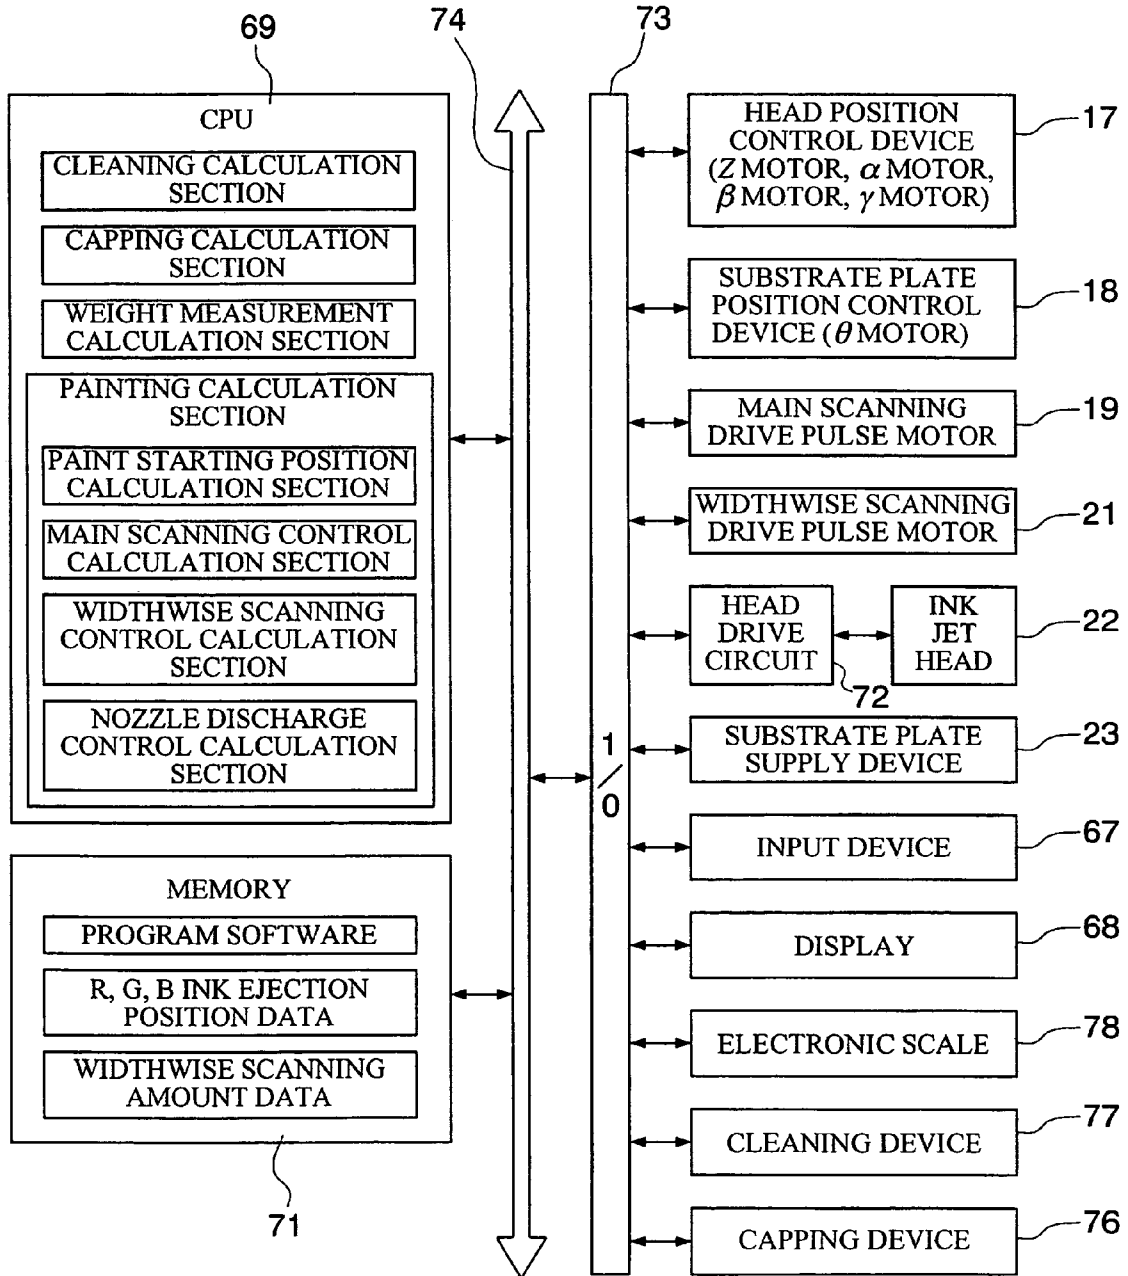 69
74
73
CPU
CLEANING CALCULATION
SECTION
CAPPING CALCULATION
SECTION
WEIGHT MEASUREMENT
CALCULATION SECTION
PAINTING CALCULATION
SECTION
PAINT STARTING POSITION
CALCULATION SECTION
MAIN SCANNING CONTROL
CALCULATION SECTION
WIDTHWISE SCANNING
CONTROL CALCULATION
SECTION
NOZZLE DISCHARGE
CONTROL CALCULATION
SECTION
MEMORY
PROGRAM SOFTWARE
R, G, B INK EJECTION
POSITION DATA
WIDTHWISE SCANNING
AMOUNT DATA
71
1
/
0
HEAD POSITION
CONTROL DEVICE
(Z MOTOR, α MOTOR,
β MOTOR, γ MOTOR)
17
SUBSTRATE PLATE
POSITION CONTROL
DEVICE (θ MOTOR)
18
MAIN SCANNING
DRIVE PULSE MOTOR
19
WIDTHWISE SCANNING
DRIVE PULSE MOTOR
21
HEAD
DRIVE
CIRCUIT
72
INK
JET
HEAD
22
SUBSTRATE PLATE
SUPPLY DEVICE
23
INPUT DEVICE
67
DISPLAY
68
ELECTRONIC SCALE
78
CLEANING DEVICE
77
CAPPING DEVICE
76